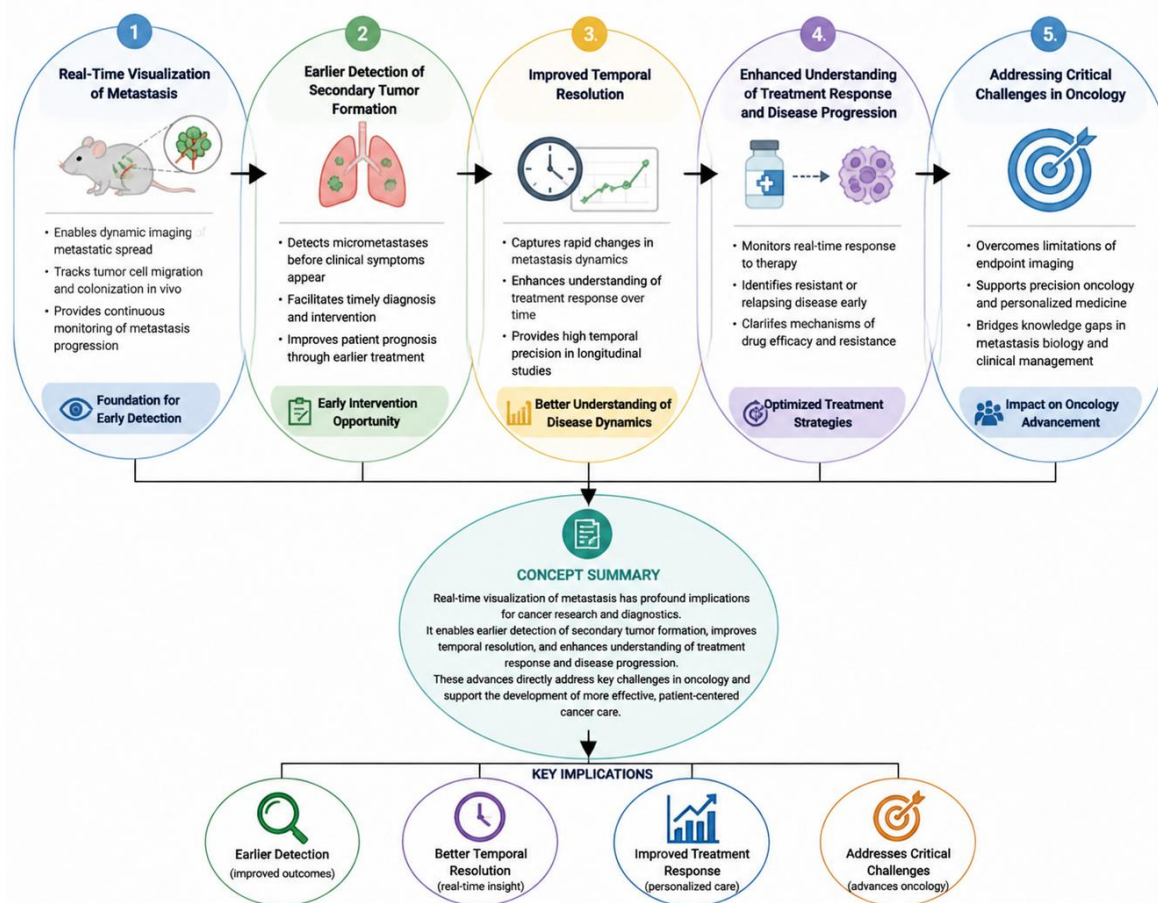 1
Real-Time Visualization
of Metastasis
• Enables dynamic imaging of
metastatic spread
• Tracks tumor cell migration
and colonization in vivo
• Provides continuous
monitoring of metastasis
progression
Foundation for
Early Detection
2
Earlier Detection of
Secondary Tumor
Formation
• Detects micrometastases
before clinical symptoms
appear
• Facilitates timely diagnosis
and intervention
• Improves patient prognosis
through earlier treatment
Early Intervention
Opportunity
3.
Improved Temporal
Resolution
• Captures rapid changes in
metastasis dynamics
• Enhances understanding of
treatment response over
time
• Provides high temporal
precision in longitudinal
studies
Better Understanding of
Disease Dynamics
4.
Enhanced Understanding
of Treatment Response
and Disease Progression
• Monitors real-time response
to therapy
• Identifies resistant or
relapsing disease early
• Clarlifes mechanisms of
drug efficacy and resistance
Optimized Treatment
Strategies
5.
Addressing Critical
Challenges in Oncology
• Overcomes limitations of
endpoint imaging
• Supports precision oncology
and personalized medicine
• Bridges knowledge gaps in
metastasis biology and
clinical management
Impact on Oncology
Advancement
CONCEPT SUMMARY
Real-time visualization of metastasis has profound implications
for cancer research and diagnostics.
It enables earlier detection of secondary tumor formation, improves
temporal resolution, and enhances understanding of treatment
response and disease progression.
These advances directly address key challenges in oncology and
support the development of more effective, patient-centered
cancer care.
KEY IMPLICATIONS
Earlier Detection
(improved outcomes)
Better Temporal
Resolution
(real-time insight)
Improved Treatment
Response
(personalized care)
Addresses Critical
Challenges
(advances oncology)